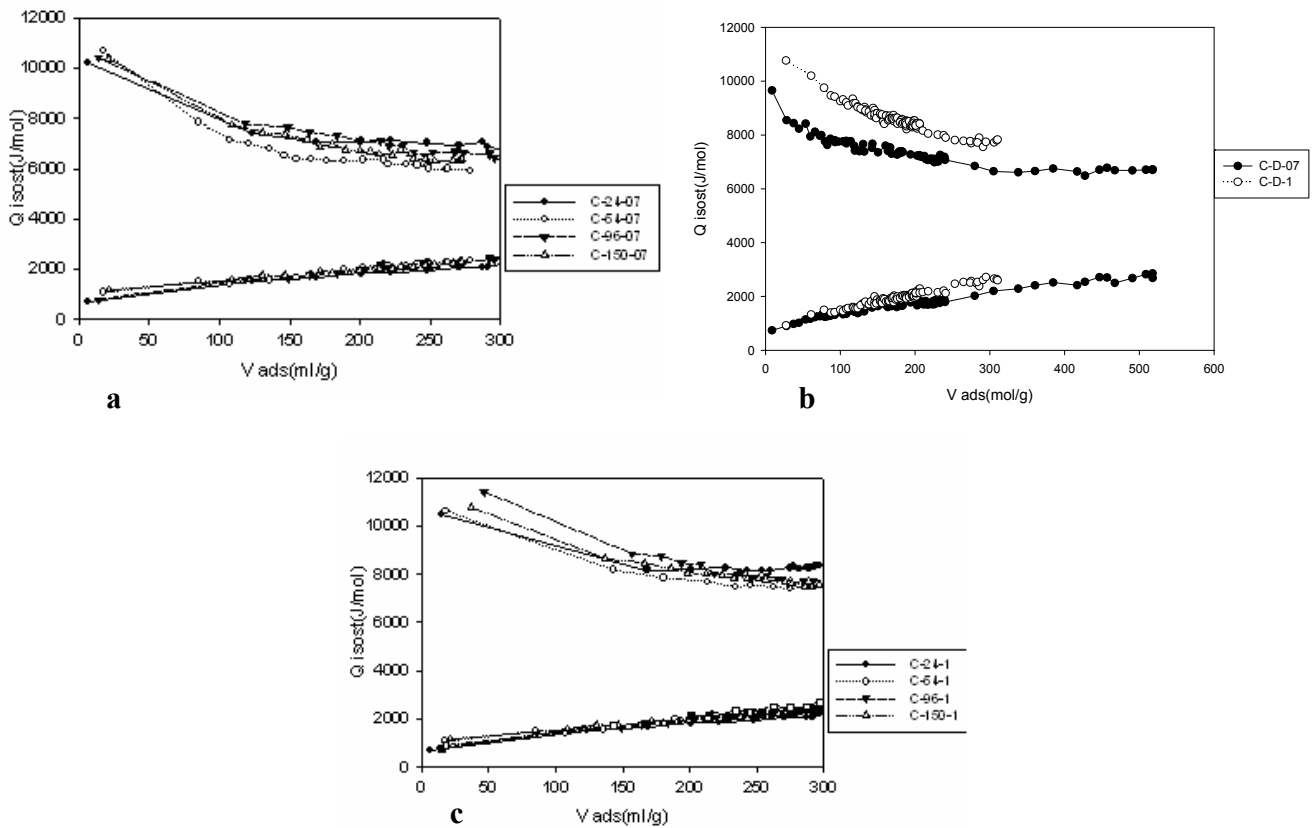 12000
10000
8000
6000
4000
2000
0
Q isost(J/mol)
0 50 100 150 200 250 300
V ads(ml/g)
C-24-07
C-54-07
C-96-07
C-150-07
a
12000
10000
8000
6000
4000
2000
0
Q isost(J/mol)
0 100 200 300 400 500 600
V ads(mol/g)
C-D-07
C-D-1
b
12000
10000
8000
6000
4000
2000
0
Q isost(J/mol)
0 50 100 150 200 250 300
V ads(ml/g)
C-24-1
C-54-1
C-96-1
C-150-1
c